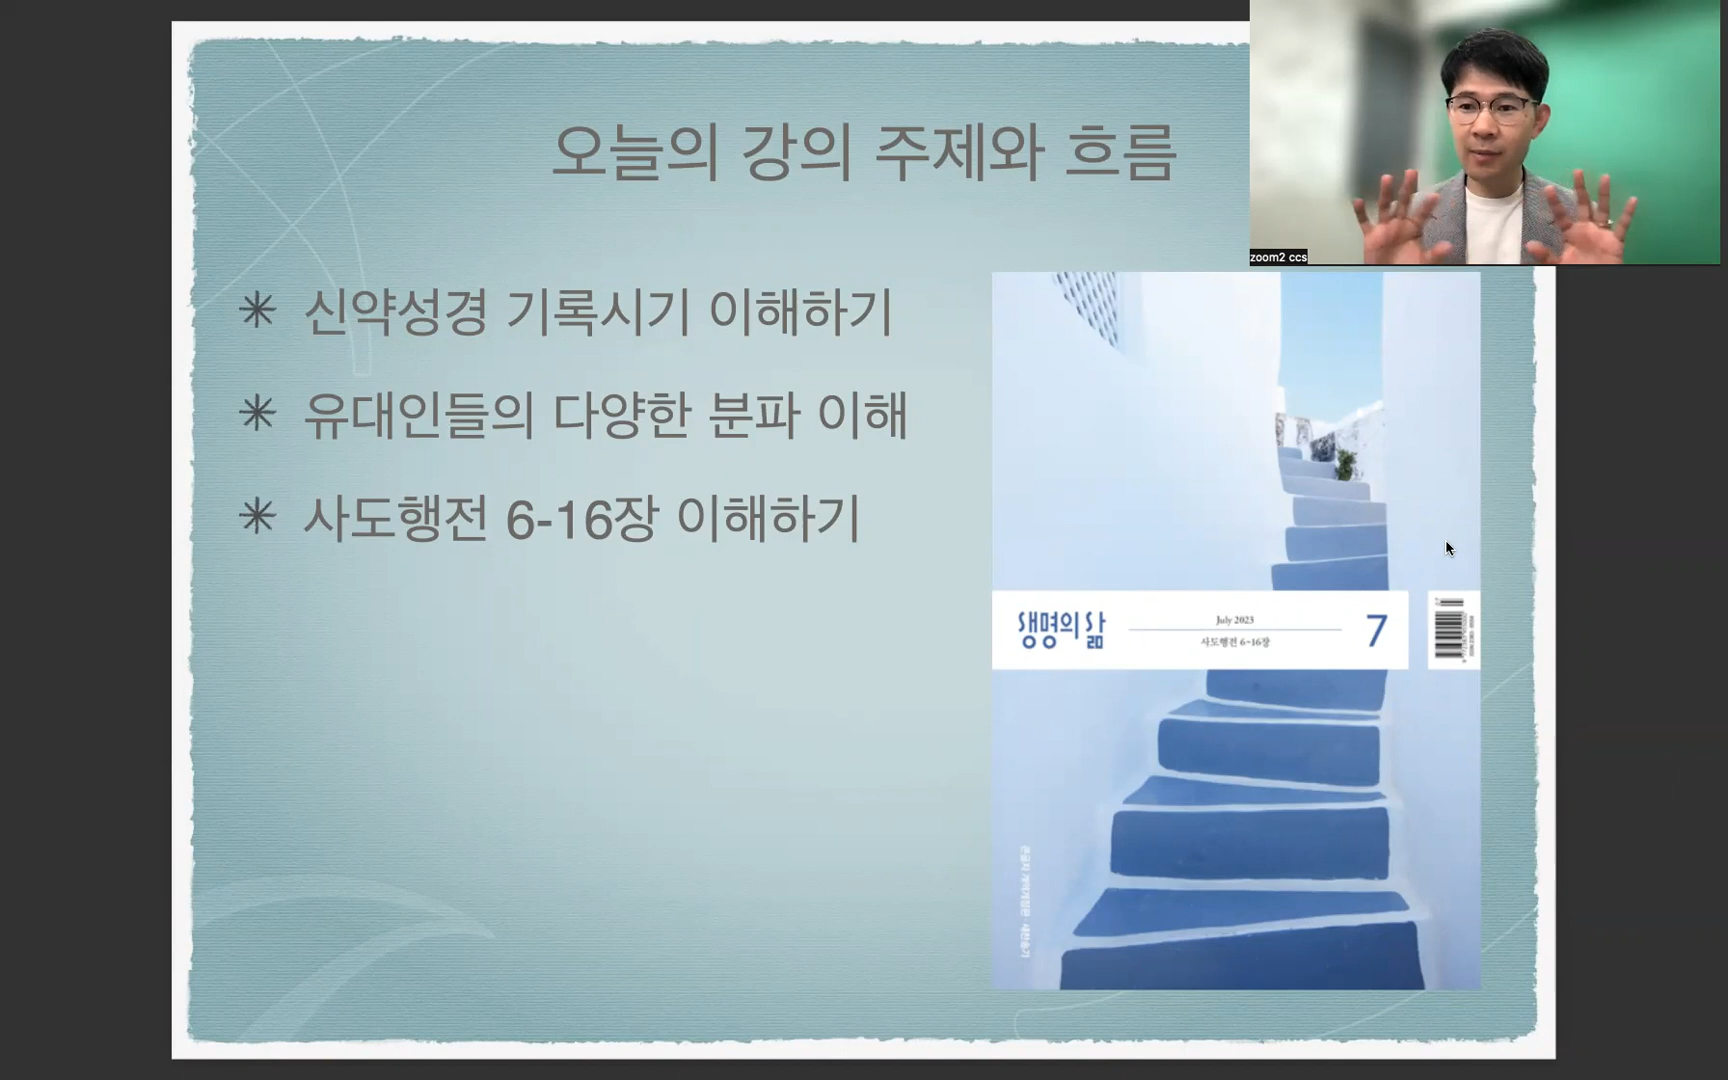 오늘의 강의 주제와 흐름
zoom2 ccs
✳ 신약성경 기록시기 이해하기
✳ 유대인들의 다양한 분파 이해
✳ 사도행전 6-16장 이해하기
생명의 삶
July 2023
사도행전 6~16장
7